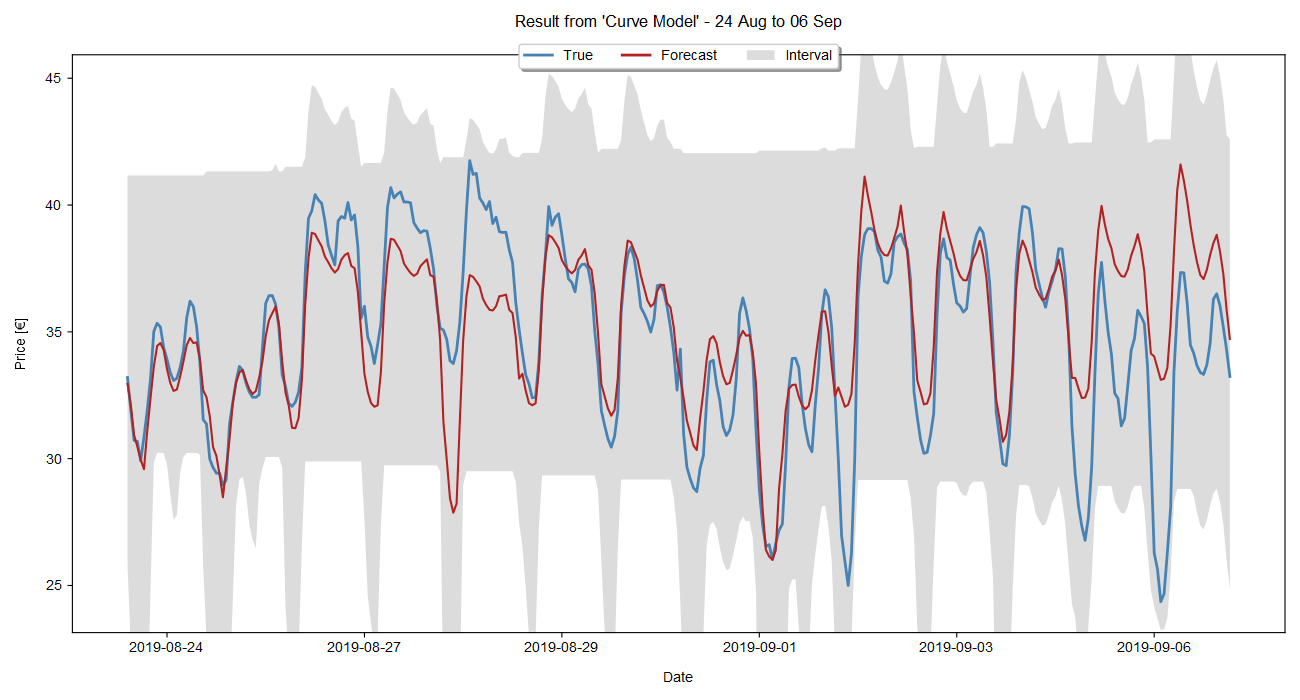 Result from 'Curve Model' - 24 Aug to 06 Sep
True Forecast Interval
45
40
35
30
25
Price [€]
2019-08-24 2019-08-27 2019-08-29 2019-09-01 2019-09-03 2019-09-06
Date